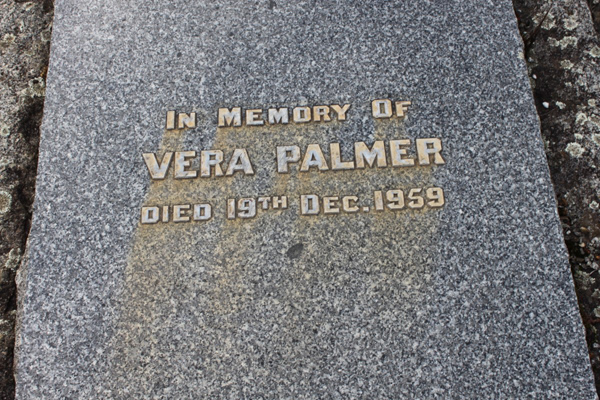 In Memory Of
VERA PALMER
DIED 19TH DEC. 1959